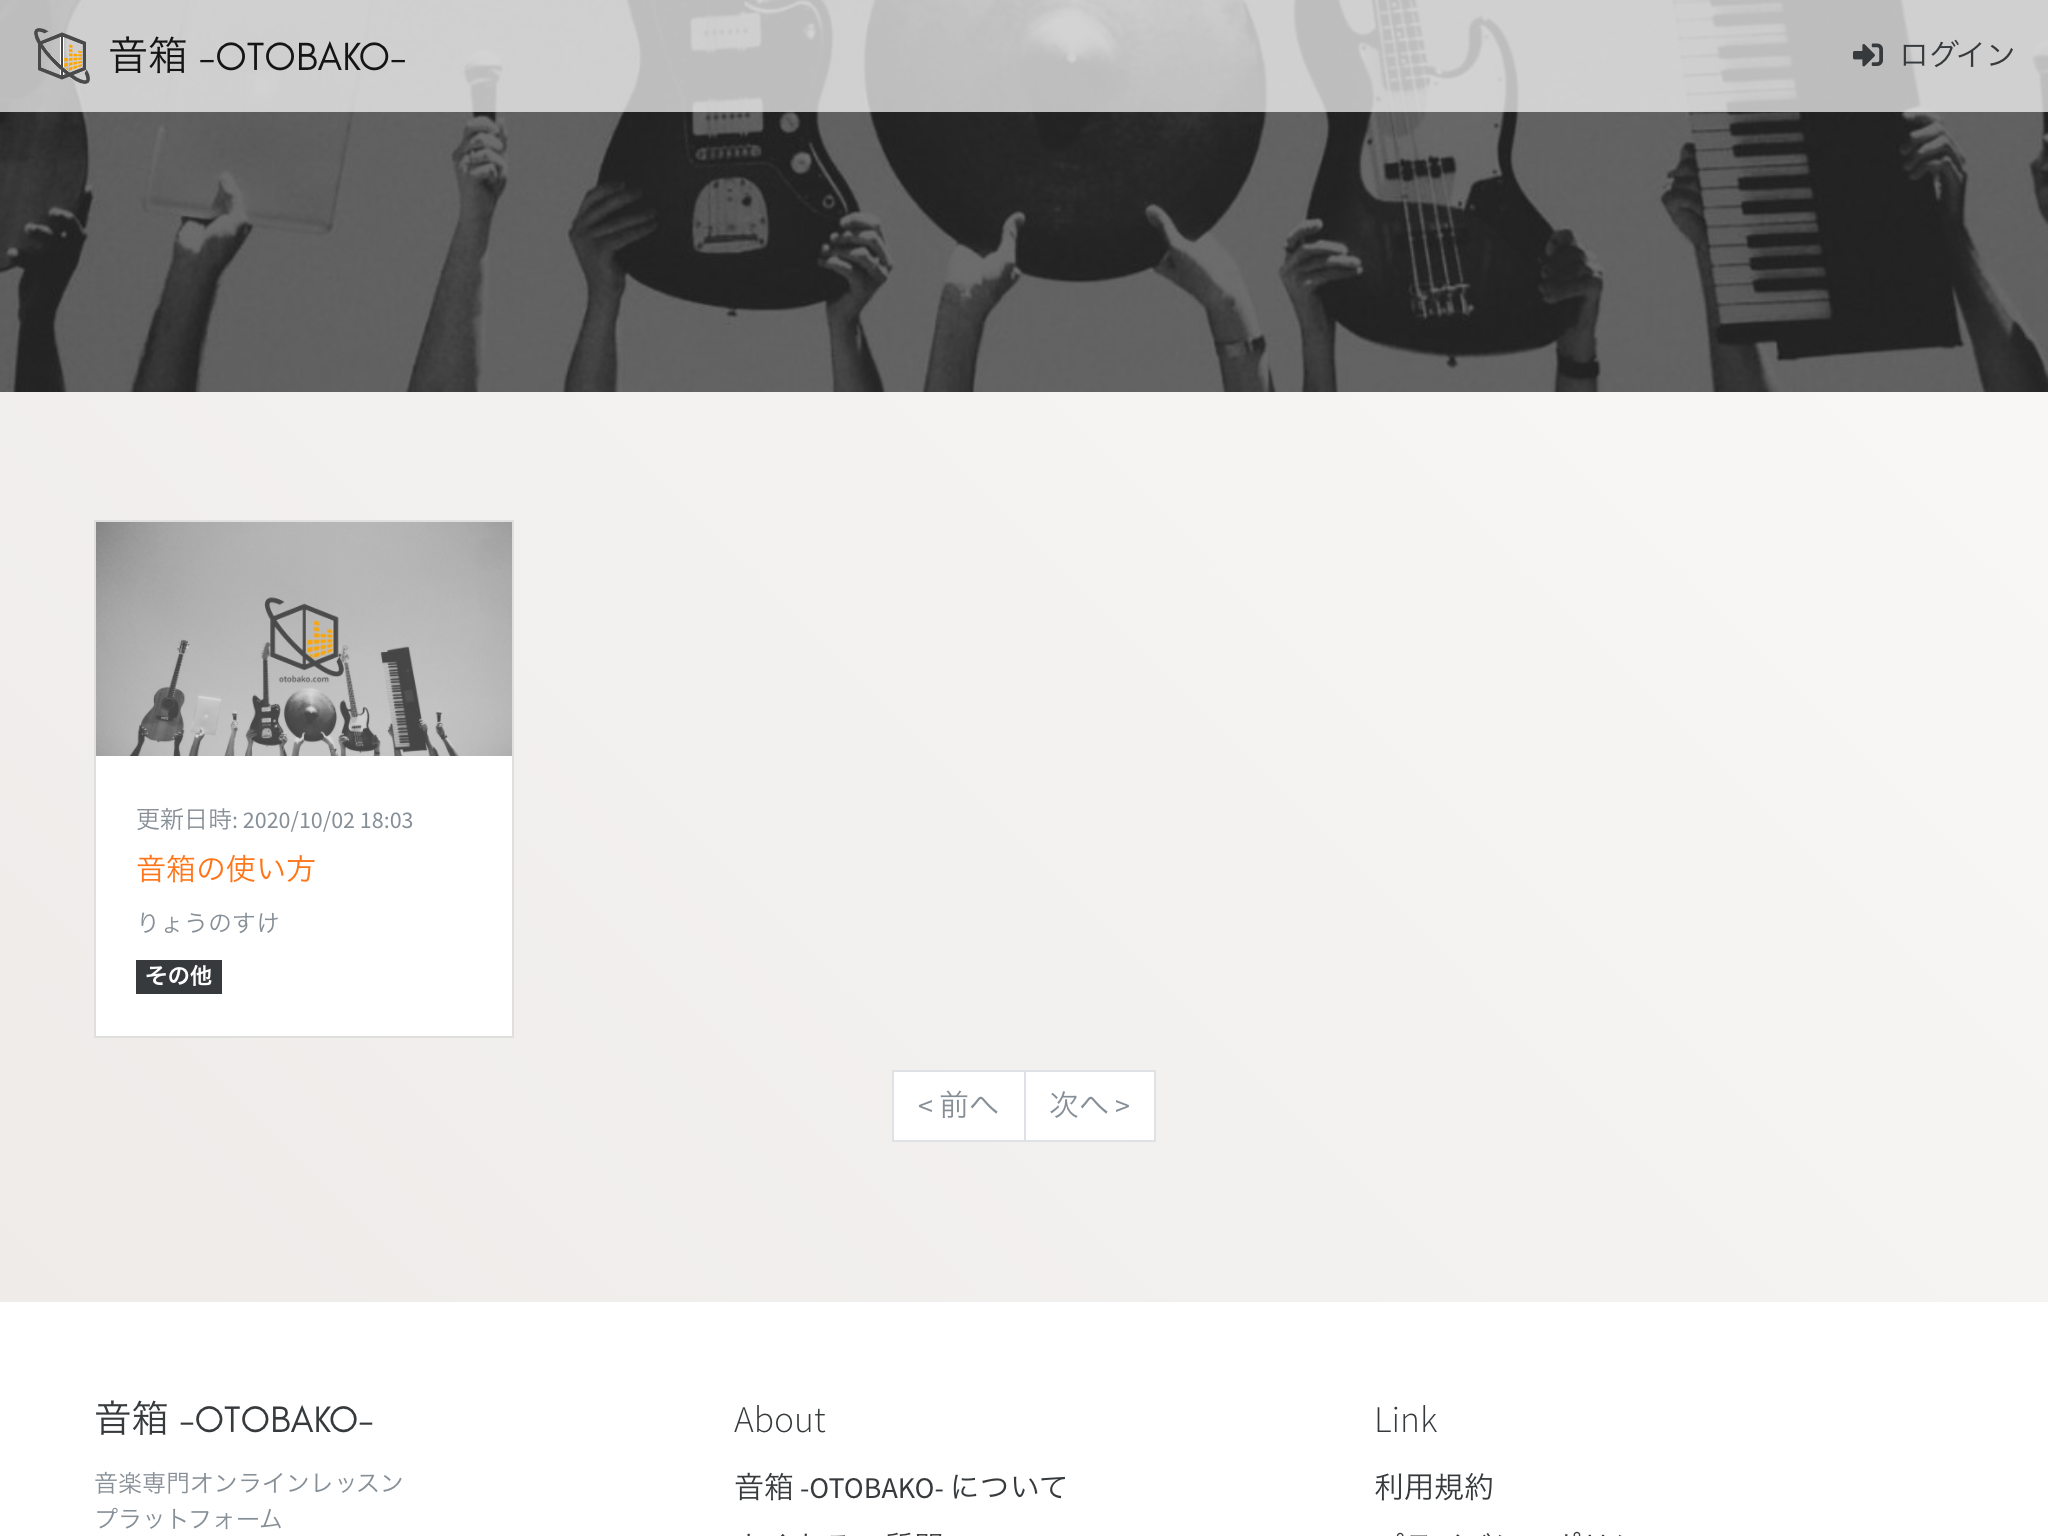 音箱 -OTOBAKO-
ログイン
otobako.com
更新日時: 2020/10/02 18:03
音箱の使い方
りょうのすけ
その他
< 前へ
次へ >
音箱 -OTOBAKO-
音楽専門オンラインレッスン
プラットフォーム
About
音箱 -OTOBAKO- について
Link
利用規約